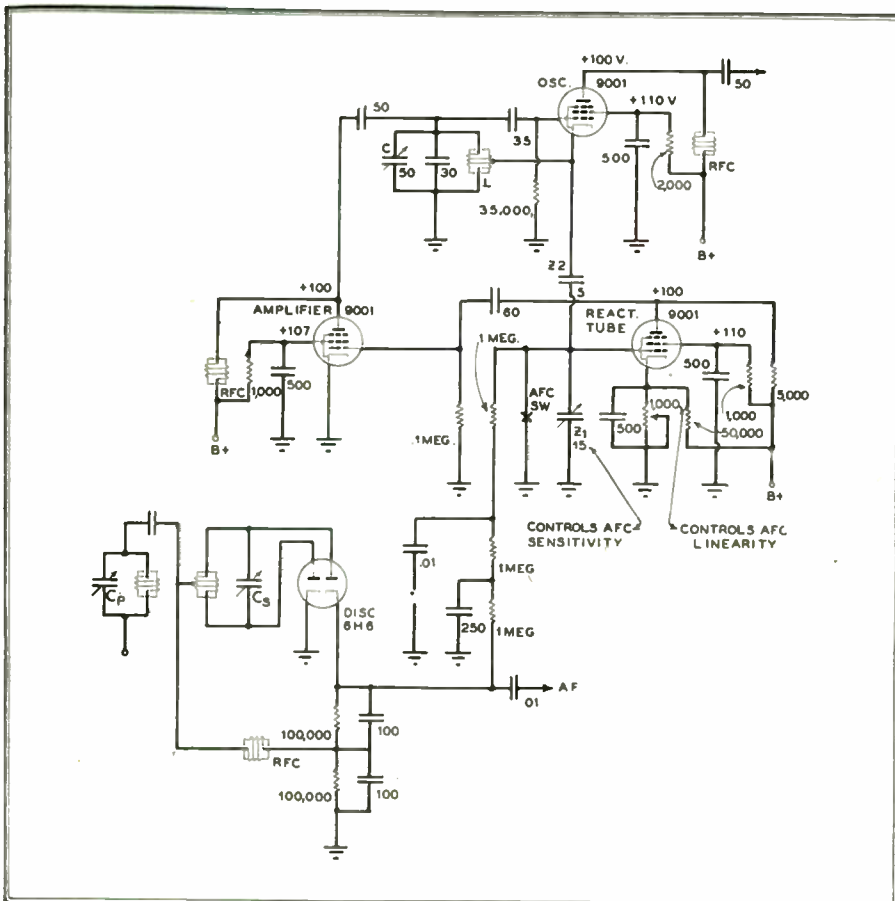 +100 V.
OSC. 9001
50
50
+110 V
35
C
50
30
L
500
2,000
RFC
35,000
B+
22
5
+100
AMPLIFIER 9001
+107
60
+100
9001
REACT.
TUBE
+110
1 MEG.
RFC
1,000
500
B+
.1 MEG.
AFC
SW
21
15
500
1,000
50,000
500
1,000
5,000
B+
CONTROLS AFC
SENSITIVITY
CONTROLS AFC
LINEARITY
CP
CS
DISC
6H6
.01
1 MEG
250
1 MEG
01
AF
100,000
100
RFC
100,000
100